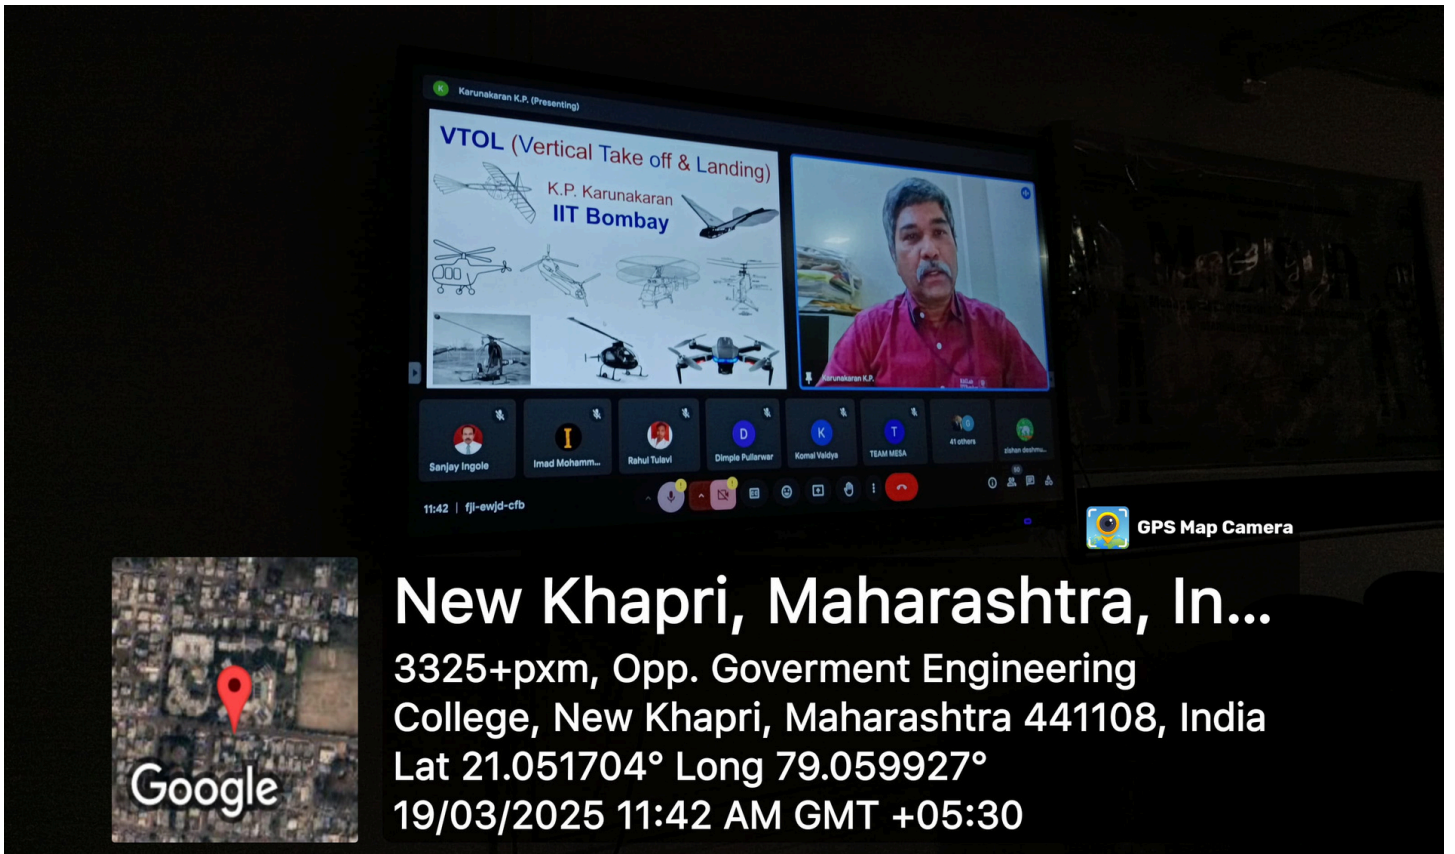 K
Karunakaran K.P. (Presenting)
VTOL (Vertical Take off & Landing)
K.P. Karunakaran
IIT Bombay
Karunakaran K.P.
Sanjay Ingole
I
Imad Mohamm...
Rahul Tulavi
D
Dimple Pullarwar
K
Komal Vaidya
T
TEAM MESA
G
41 others
zishan deshmu...
11:42 | fji-ewjd-cfb
50
GPS Map Camera
New Khapri, Maharashtra, In...
3325+pxm, Opp. Goverment Engineering
College, New Khapri, Maharashtra 441108, India
Lat 21.051704° Long 79.059927°
19/03/2025 11:42 AM GMT +05:30
Google